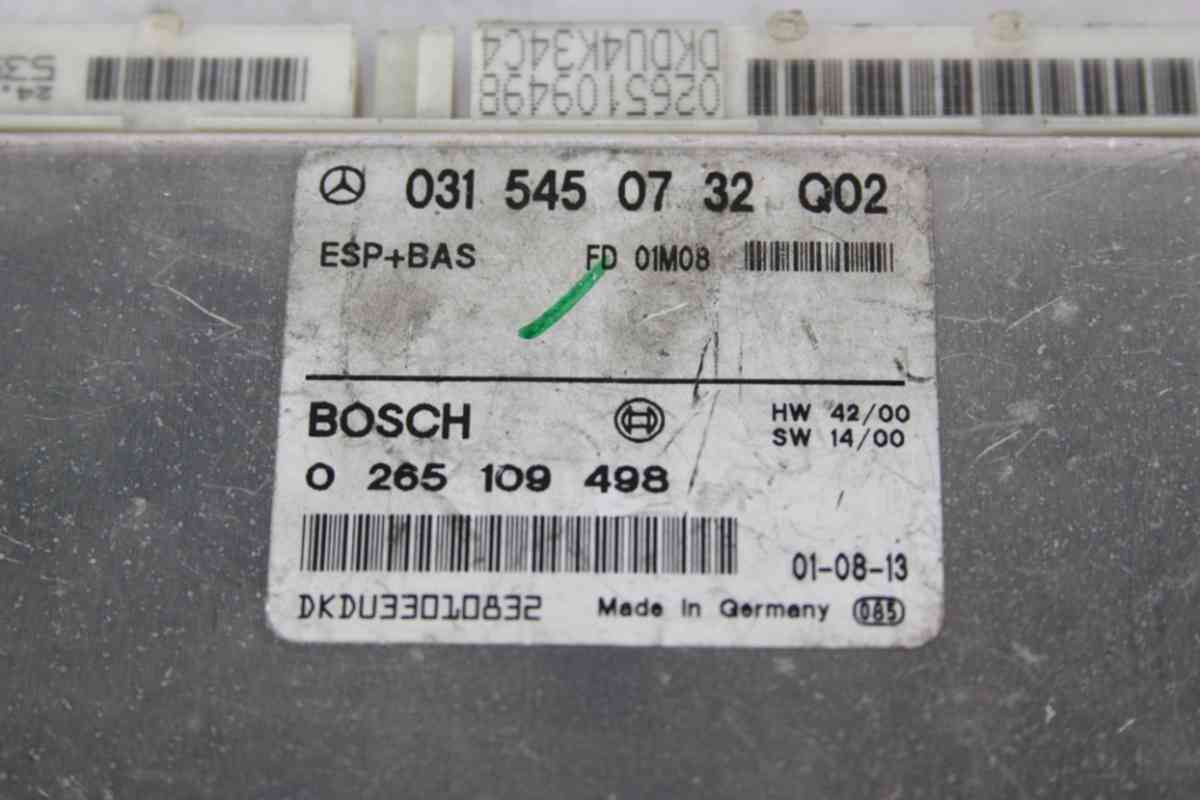 DKDU4K34C4
0265109498
031 545 07 32 Q02
ESP+BAS FD 01M08
BOSCH HW 42/00
SW 14/00
0 265 109 498
01-08-13
DKDU33010832 Made in Germany 085